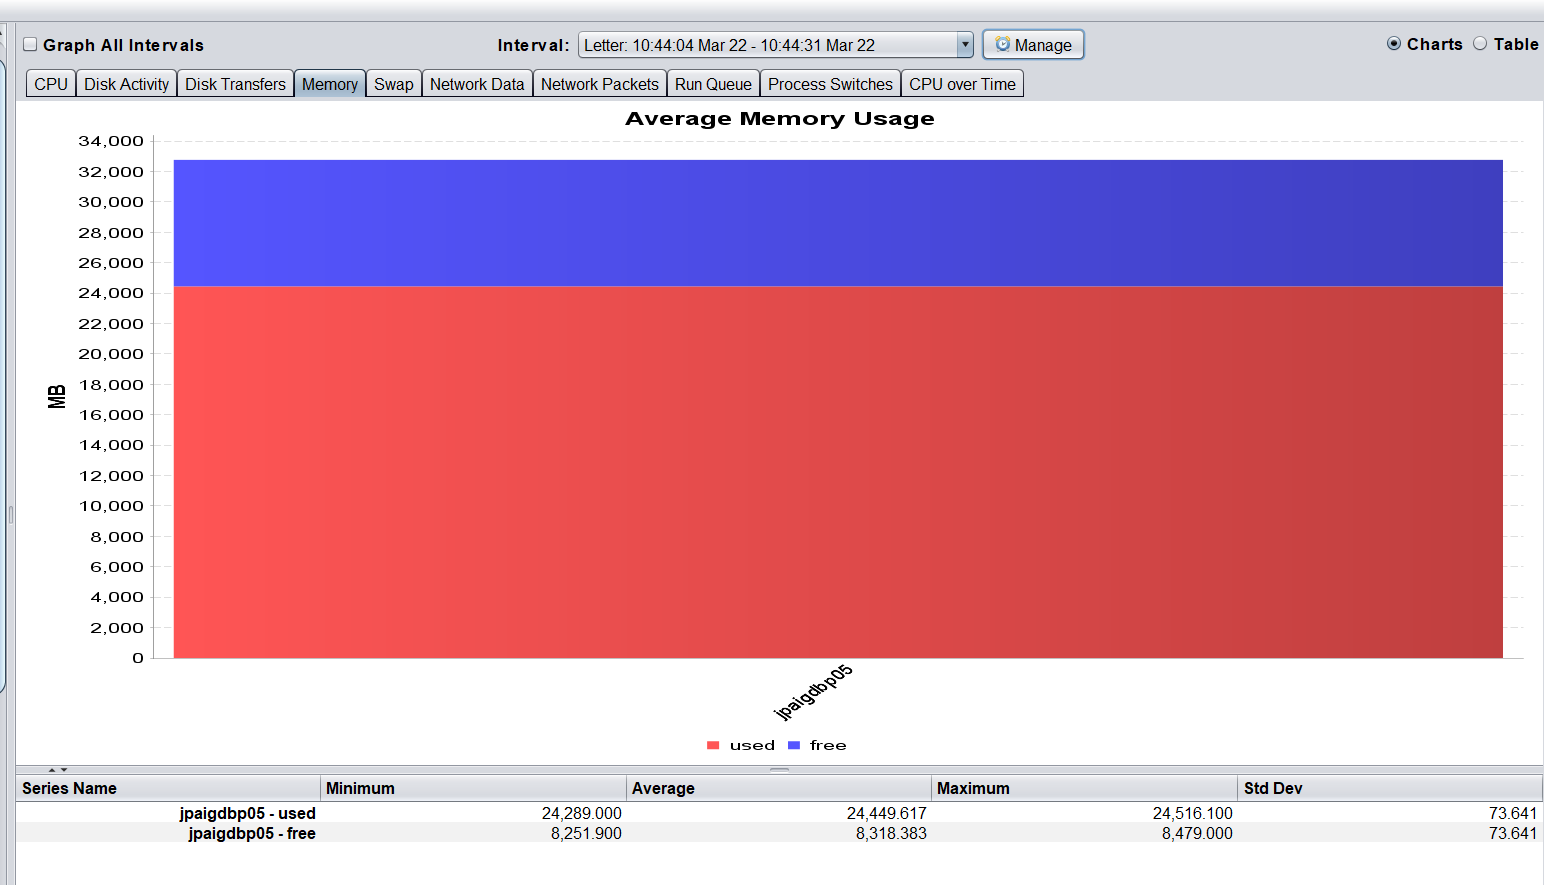 Graph All Intervals Interval: Letter: 10:44:04 Mar 22 - 10:44:31 Mar 22 Manage Charts Table
CPU Disk Activity Disk Transfers Memory Swap Network Data Network Packets Run Queue Process Switches CPU over Time
Average Memory Usage
34,000
32,000
30,000
28,000
26,000
24,000
22,000
20,000
18,000
16,000
14,000
12,000
10,000
8,000
6,000
4,000
2,000
0
MB
jpaigdbp05
used free
Series Name Minimum Average Maximum Std Dev
jpaigdbp05 - used 24,289.000 24,449.617 24,516.100 73.641
jpaigdbp05 - free 8,251.900 8,318.383 8,479.000 73.641